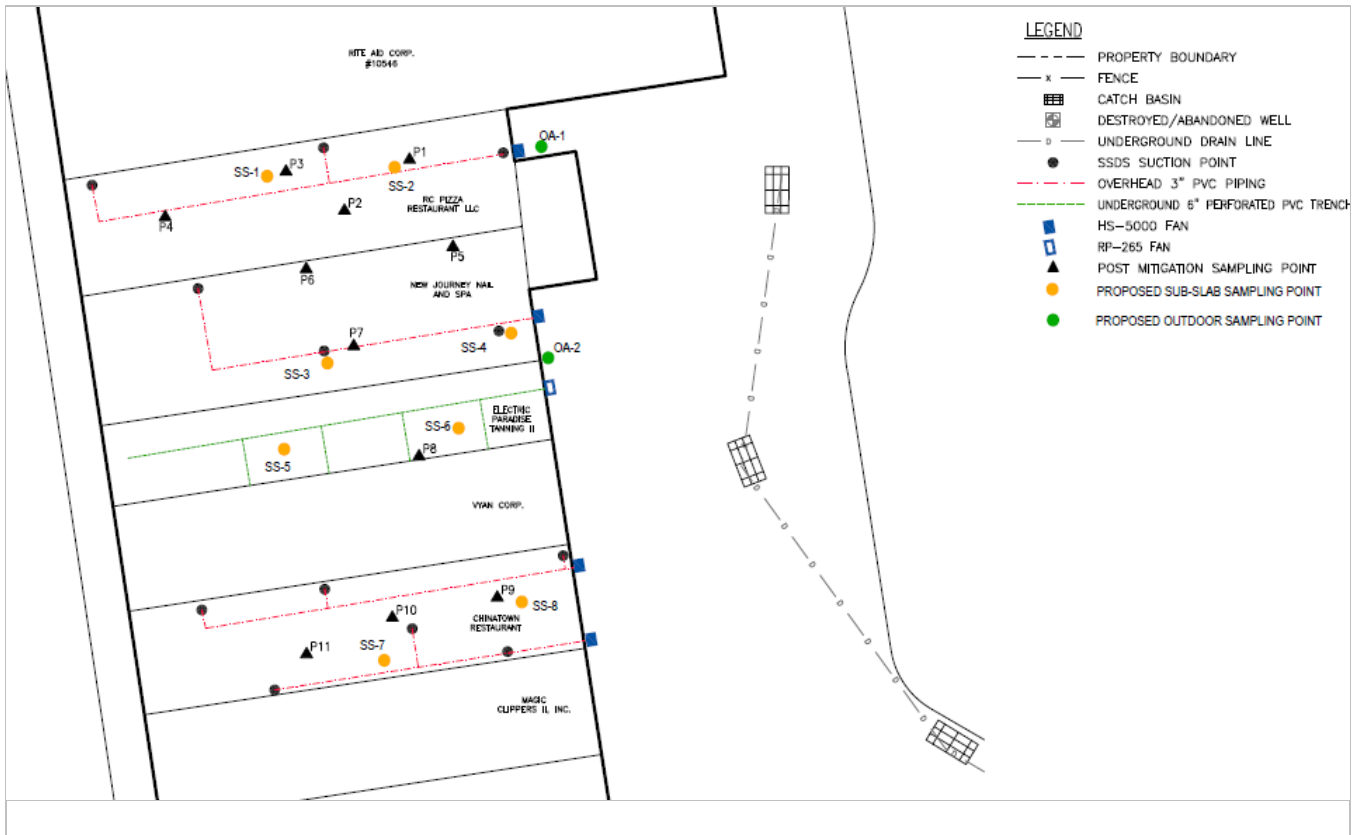 RITE AID CORP.
#10546
OA-1
P1
P3
SS-1
SS-2
RC PIZZA
RESTAURANT LLC
P2
P4
P5
P6
NEW JOURNEY NAIL
AND SPA
P7
SS-4
SS-3
OA-2
ELECTRIC
PARADISE
TANNING II
SS-6
P8
SS-5
VYAN CORP.
P9
SS-8
P10
CHINATOWN
RESTAURANT
P11
SS-7
MAGIC
CLIPPERS II, INC.
LEGEND
PROPERTY BOUNDARY
x FENCE
CATCH BASIN
DESTROYED/ABANDONED WELL
D UNDERGROUND DRAIN LINE
SSDS SUCTION POINT
OVERHEAD 3" PVC PIPING
UNDERGROUND 6" PERFORATED PVC TRENCH
HS-5000 FAN
RP-265 FAN
POST MITIGATION SAMPLING POINT
PROPOSED SUB-SLAB SAMPLING POINT
PROPOSED OUTDOOR SAMPLING POINT